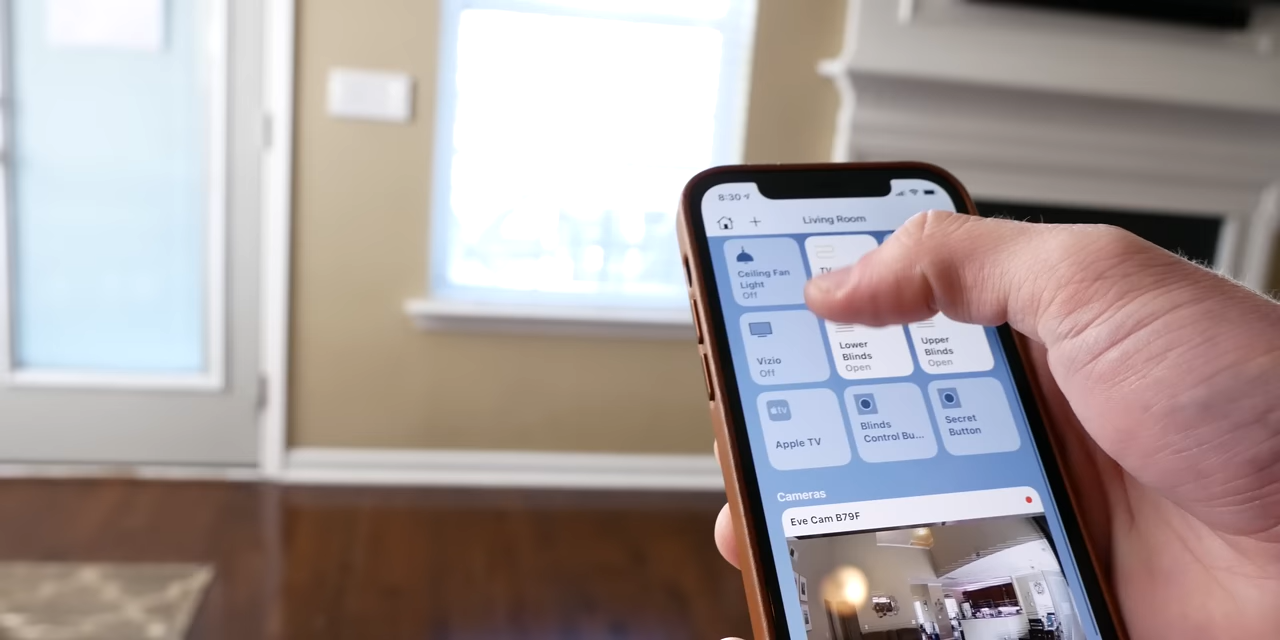 8:30
Living Room
Ceiling Fan
Light
Off
TV
Vizio
Off
Lower
Blinds
Open
Upper
Blinds
Open
tv
Apple TV
Blinds
Control Bu...
Secret
Button
Cameras
Eve Cam B79F